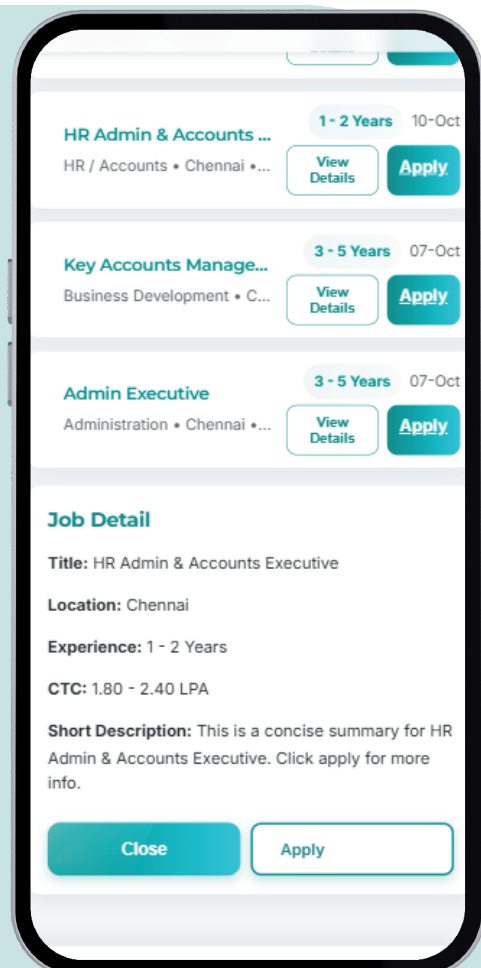 1 - 2 Years 10-Oct
HR Admin & Accounts ...
HR / Accounts • Chennai •...
View
Details
Apply
3 - 5 Years 07-Oct
Key Accounts Manage...
Business Development • C...
View
Details
Apply
3 - 5 Years 07-Oct
Admin Executive
Administration • Chennai •...
View
Details
Apply
Job Detail
Title: HR Admin & Accounts Executive
Location: Chennai
Experience: 1 - 2 Years
CTC: 1.80 - 2.40 LPA
Short Description: This is a concise summary for HR
Admin & Accounts Executive. Click apply for more
info.
Close Apply